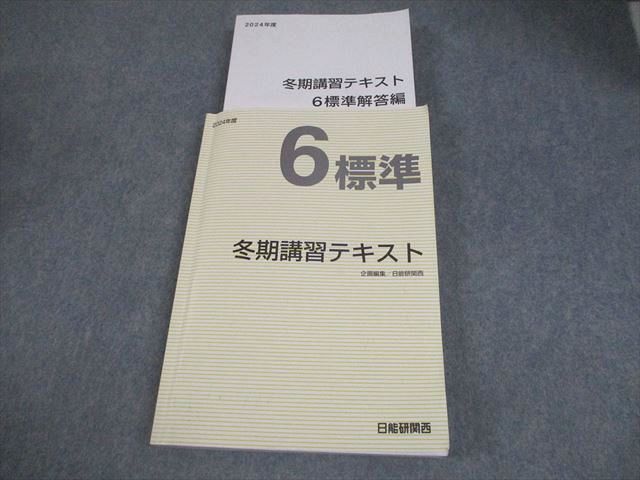 2024年度
冬期講習テキスト
6標準解答編
2024年度
6標準
冬期講習テキスト
企画編集／日能研関西
日能研関西